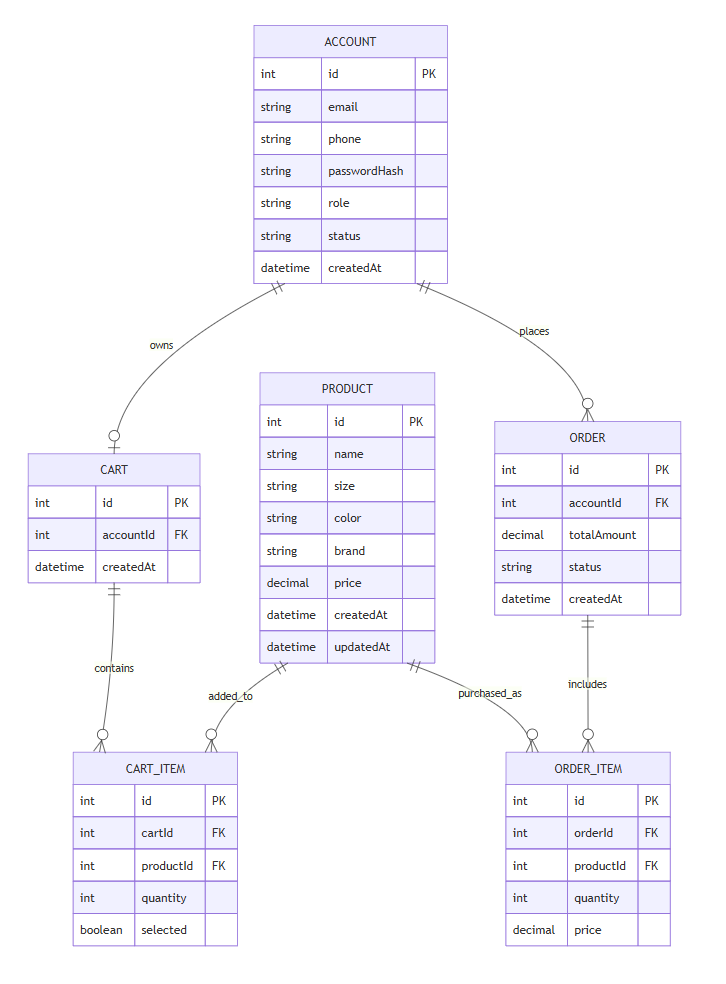 ACCOUNT
int id PK
string email
string phone
string passwordHash
string role
string status
datetime createdAt
owns
places
PRODUCT
int id PK
string name
string size
string color
string brand
decimal price
datetime createdAt
datetime updatedAt
ORDER
int id PK
int accountId FK
decimal totalAmount
string status
datetime createdAt
CART
int id PK
int accountId FK
datetime createdAt
contains
added_to
purchased_as
includes
CART_ITEM
int id PK
int cartId FK
int productId FK
int quantity
boolean selected
ORDER_ITEM
int id PK
int orderId FK
int productId FK
int quantity
decimal price